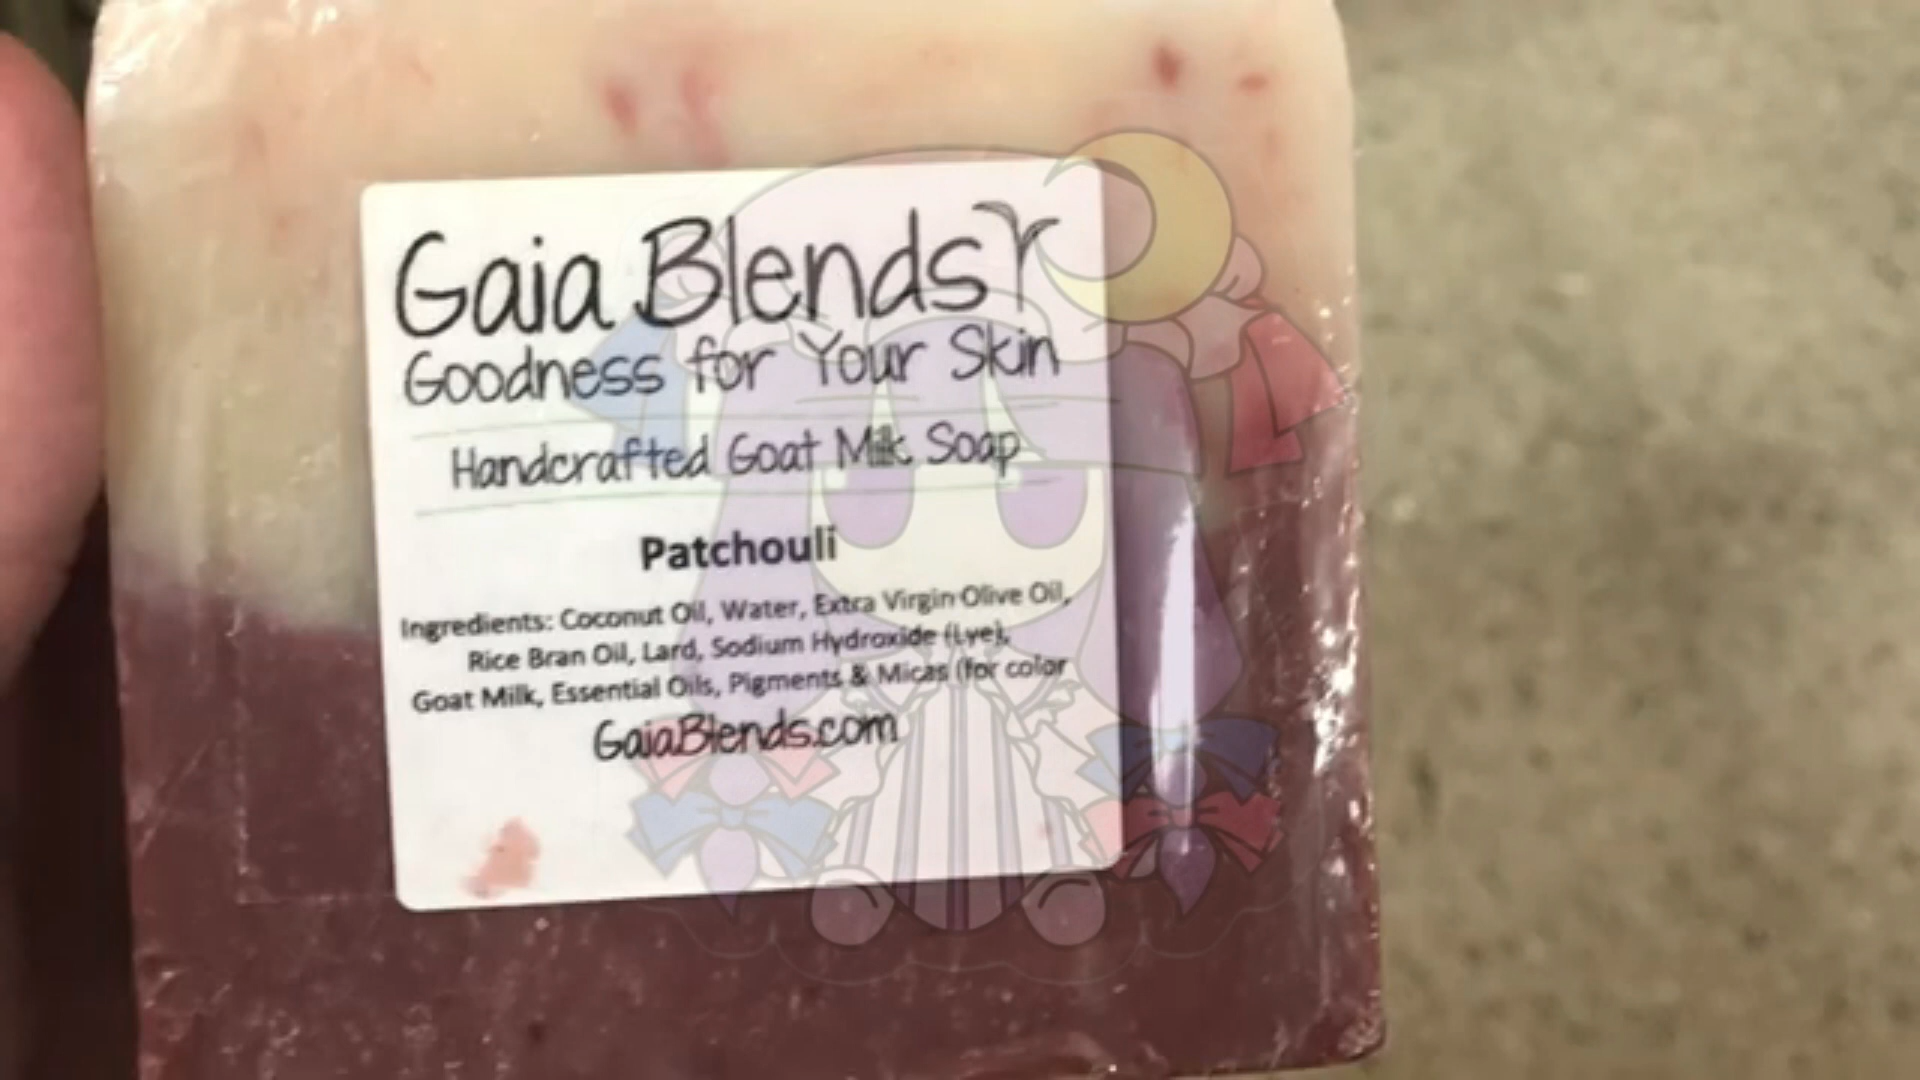 Gaia Blends
Goodness for Your Skin
Handcrafted Goat Milk Soap
Patchouli
Ingredients: Coconut Oil, Water, Extra Virgin Olive Oil,
Rice Bran Oil, Lard, Sodium Hydroxide (Lye),
Goat Milk, Essential Oils, Pigments & Micas (for color
GaiaBlends.com